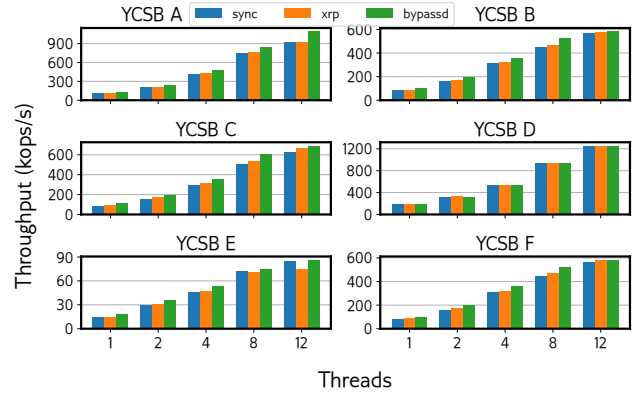 YCSB A
sync
xrp
bypassd
YCSB B
900
600
300
0
600
400
200
0
YCSB C
YCSB D
600
400
200
0
1200
800
400
0
YCSB E
YCSB F
90
60
30
0
600
400
200
0
1 2 4 8 12
1 2 4 8 12
Throughput (kops/s)
Threads